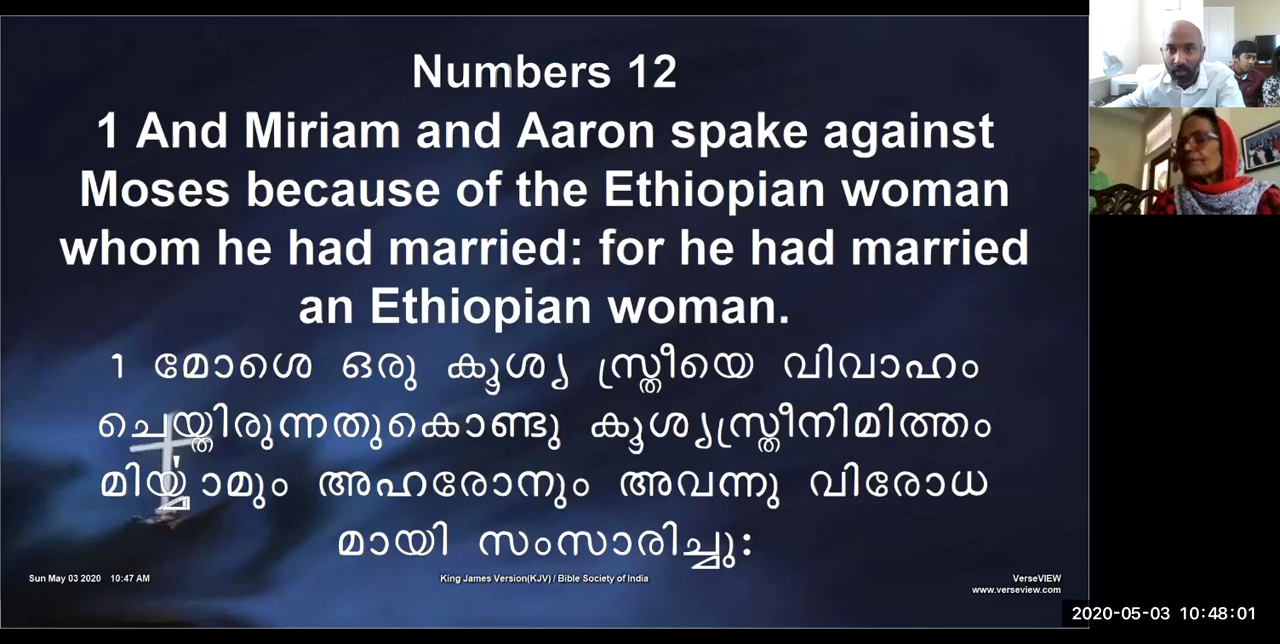 Numbers 12
1 And Miriam and Aaron spake against
Moses because of the Ethiopian woman
whom he had married: for he had married
an Ethiopian woman.
1 മോശെ ഒരു കൂശ്യ സ്ത്രീയെ വിവാഹം
ചെയ്തിരുന്നതുകൊണ്ടു കൂശ്യസ്ത്രീനിമിത്തം
മിർയ്യാമും അഹരോനും അവന്നു വിരോധ
മായി സംസാരിച്ചു:
Sun May 03 2020 10:47 AM
King James Version(KJV) / Bible Society of India
VerseVIEW
www.verseview.com
2020-05-03 10:48:01